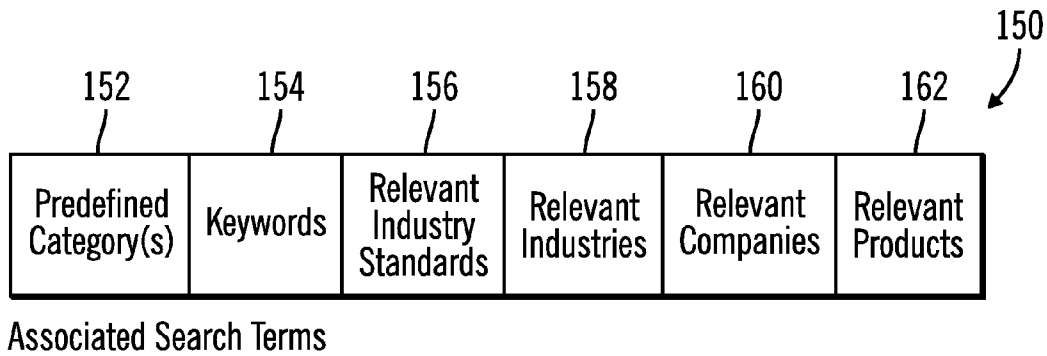 150
152 154 156 158 160 162
Predefined
Category(s)
Keywords
Relevant
Industry
Standards
Relevant
Industries
Relevant
Companies
Relevant
Products
Associated Search Terms